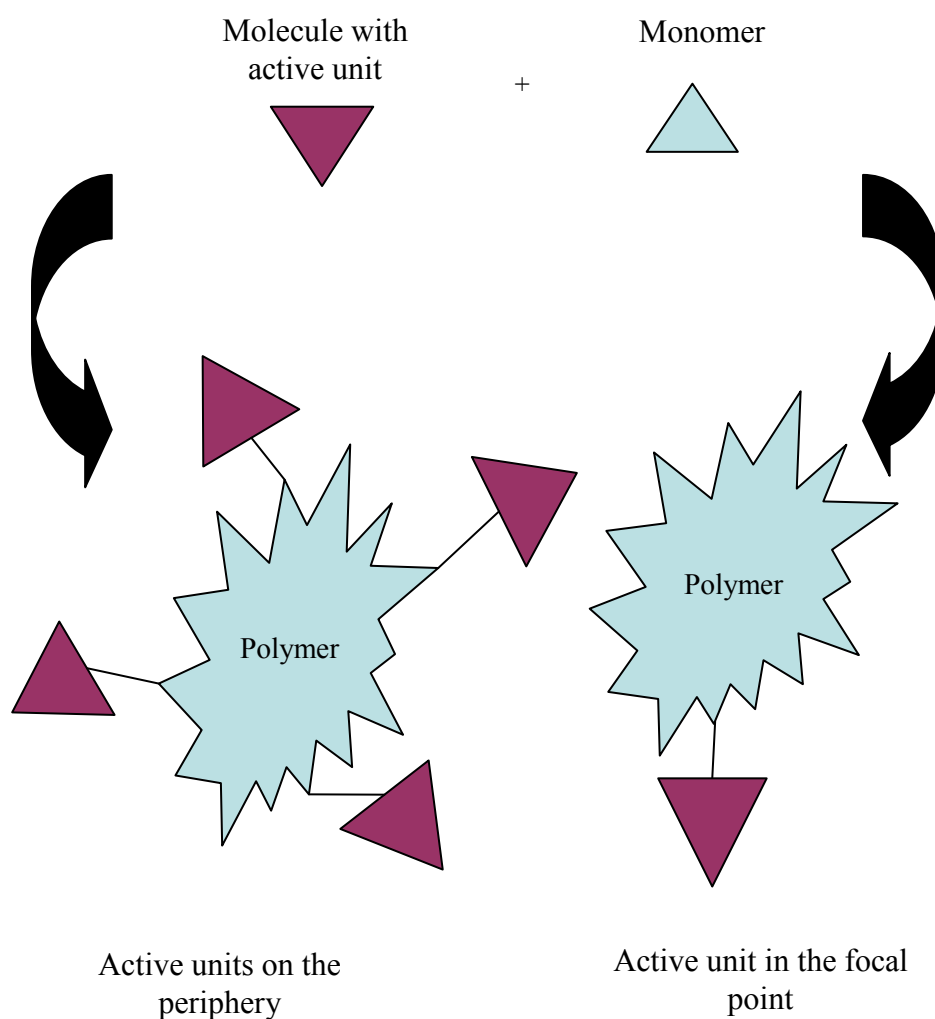 Molecule with
active unit
+
Monomer
Polymer
Polymer
Active units on the
periphery
Active unit in the focal
point